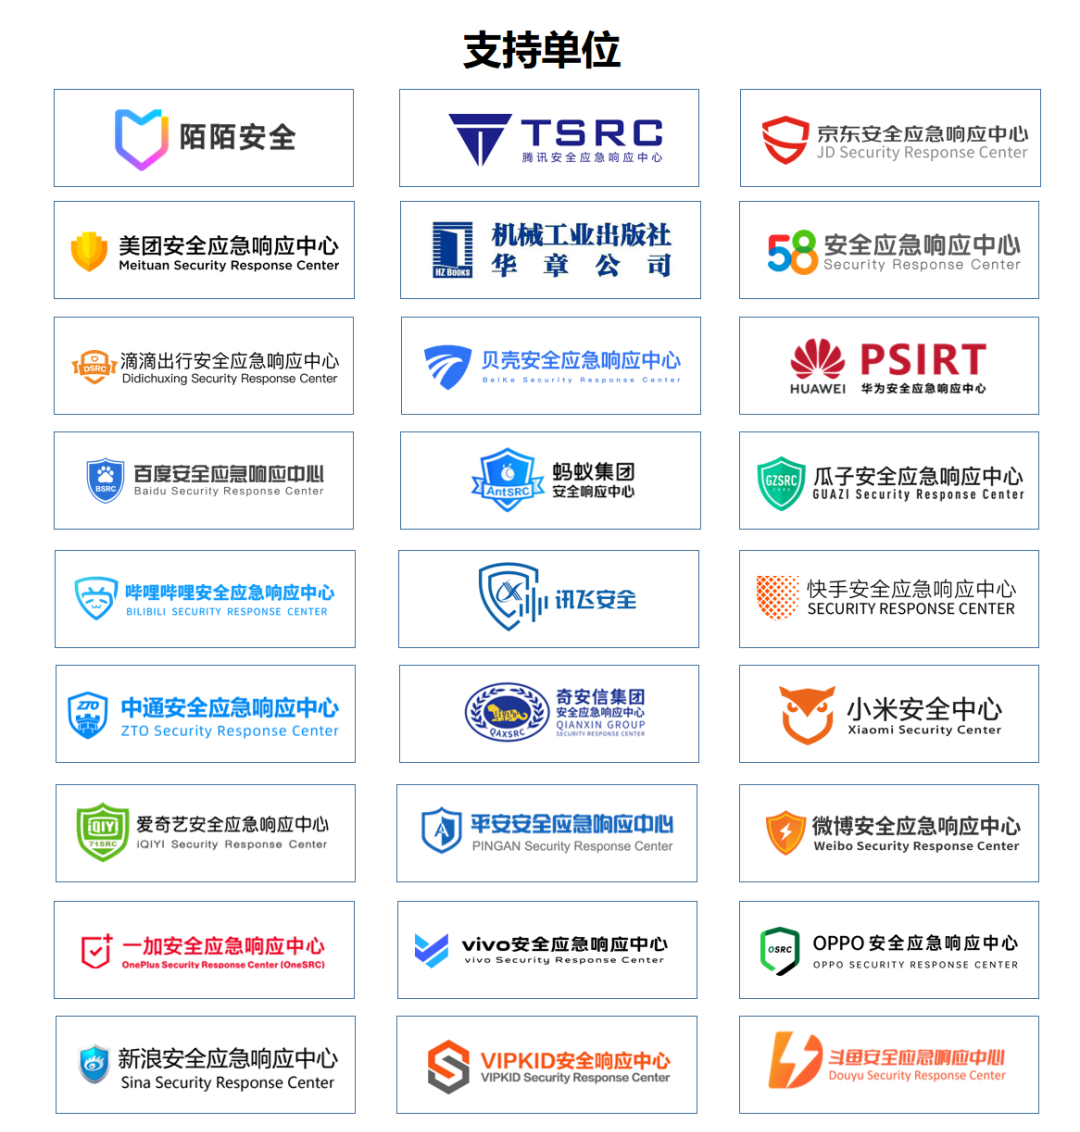 支持单位
陌陌安全
TSRC
腾讯安全应急响应中心
京东安全应急响应中心
JD Security Response Center
美团安全应急响应中心
Meituan Security Response Center
HZ BOOKS
机械工业出版社
华章公司
58
安全应急响应中心
Security Response Center
DSRC
滴滴出行安全应急响应中心
Didichuxing Security Response Center
贝壳安全应急响应中心
BeiKe Security Response Center
HUAWEI
PSIRT
华为安全应急响应中心
BSRC
百度安全应急响应中心
Baidu Security Response Center
AntSRC
蚂蚁集团
安全响应中心
GZSRC
瓜子安全应急响应中心
GUAZI Security Response Center
哔哩哔哩安全应急响应中心
BILIBILI SECURITY RESPONSE CENTER
讯飞安全
快手安全应急响应中心
SECURITY RESPONSE CENTER
ZTO
中通安全应急响应中心
ZTO Security Response Center
QAXSRC
奇安信集团
安全应急响应中心
QIANXIN GROUP
SECURITY RESPONSE CENTER
小米安全中心
Xiaomi Security Center
iQIYI
71SRC
爱奇艺安全应急响应中心
iQIYI Security Response Center
平安安全应急响应中心
PINGAN Security Response Center
微博安全应急响应中心
Weibo Security Response Center
一加安全应急响应中心
OnePlus Security Response Center (OneSRC)
vivo安全应急响应中心
vivo Security Response Center
OSRC
OPPO 安全应急响应中心
OPPO SECURITY RESPONSE CENTER
新浪安全应急响应中心
Sina Security Response Center
VIPKID安全响应中心
VIPKID Security Response Center
斗鱼安全应急响应中心
Douyu Security Response Center